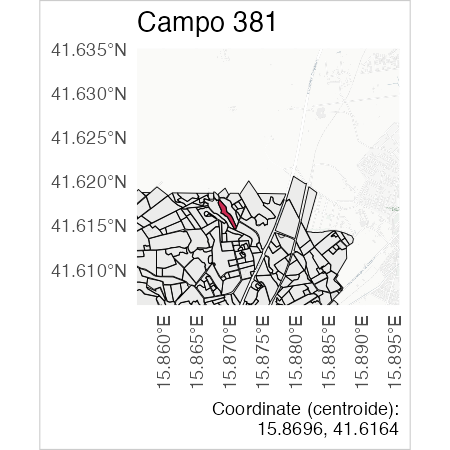 Campo 381
41.635°N
41.630°N
41.625°N
41.620°N
41.615°N
41.610°N
15.860°E
15.865°E
15.870°E
15.875°E
15.880°E
15.885°E
15.890°E
15.895°E
Coordinate (centroide):
15.8696, 41.6164